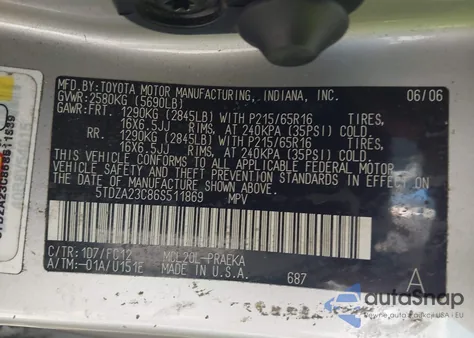 MFD.BY: TOYOTA MOTOR MANUFACTURING, INDIANA, INC. 06/06
GVWR: 2580KG (5690LB)
GAWR: FRT. 1290KG (2845LB) WITH P215/65R16 TIRES,
16X6.5JJ RIMS, AT 240KPA (35PSI) COLD.
RR. 1290KG (2845LB) WITH P215/65R16 TIRES,
16X6.5JJ RIMS, AT 240KPA (35PSI) COLD.
THIS VEHICLE CONFORMS TO ALL APPLICABLE FEDERAL MOTOR
VEHICLE SAFETY AND THEFT PREVENTION STANDARDS IN EFFECT ON
THE DATE OF MANUFACTURE SHOWN ABOVE.
5TDZA23C86S511869 MPV
C/TR: 1D7/FC12 MCL20L-PRAEKA
A/TM: -01A/U151E MADE IN U.S.A. 687 A
5TDZA23C86S511869
autoSnap